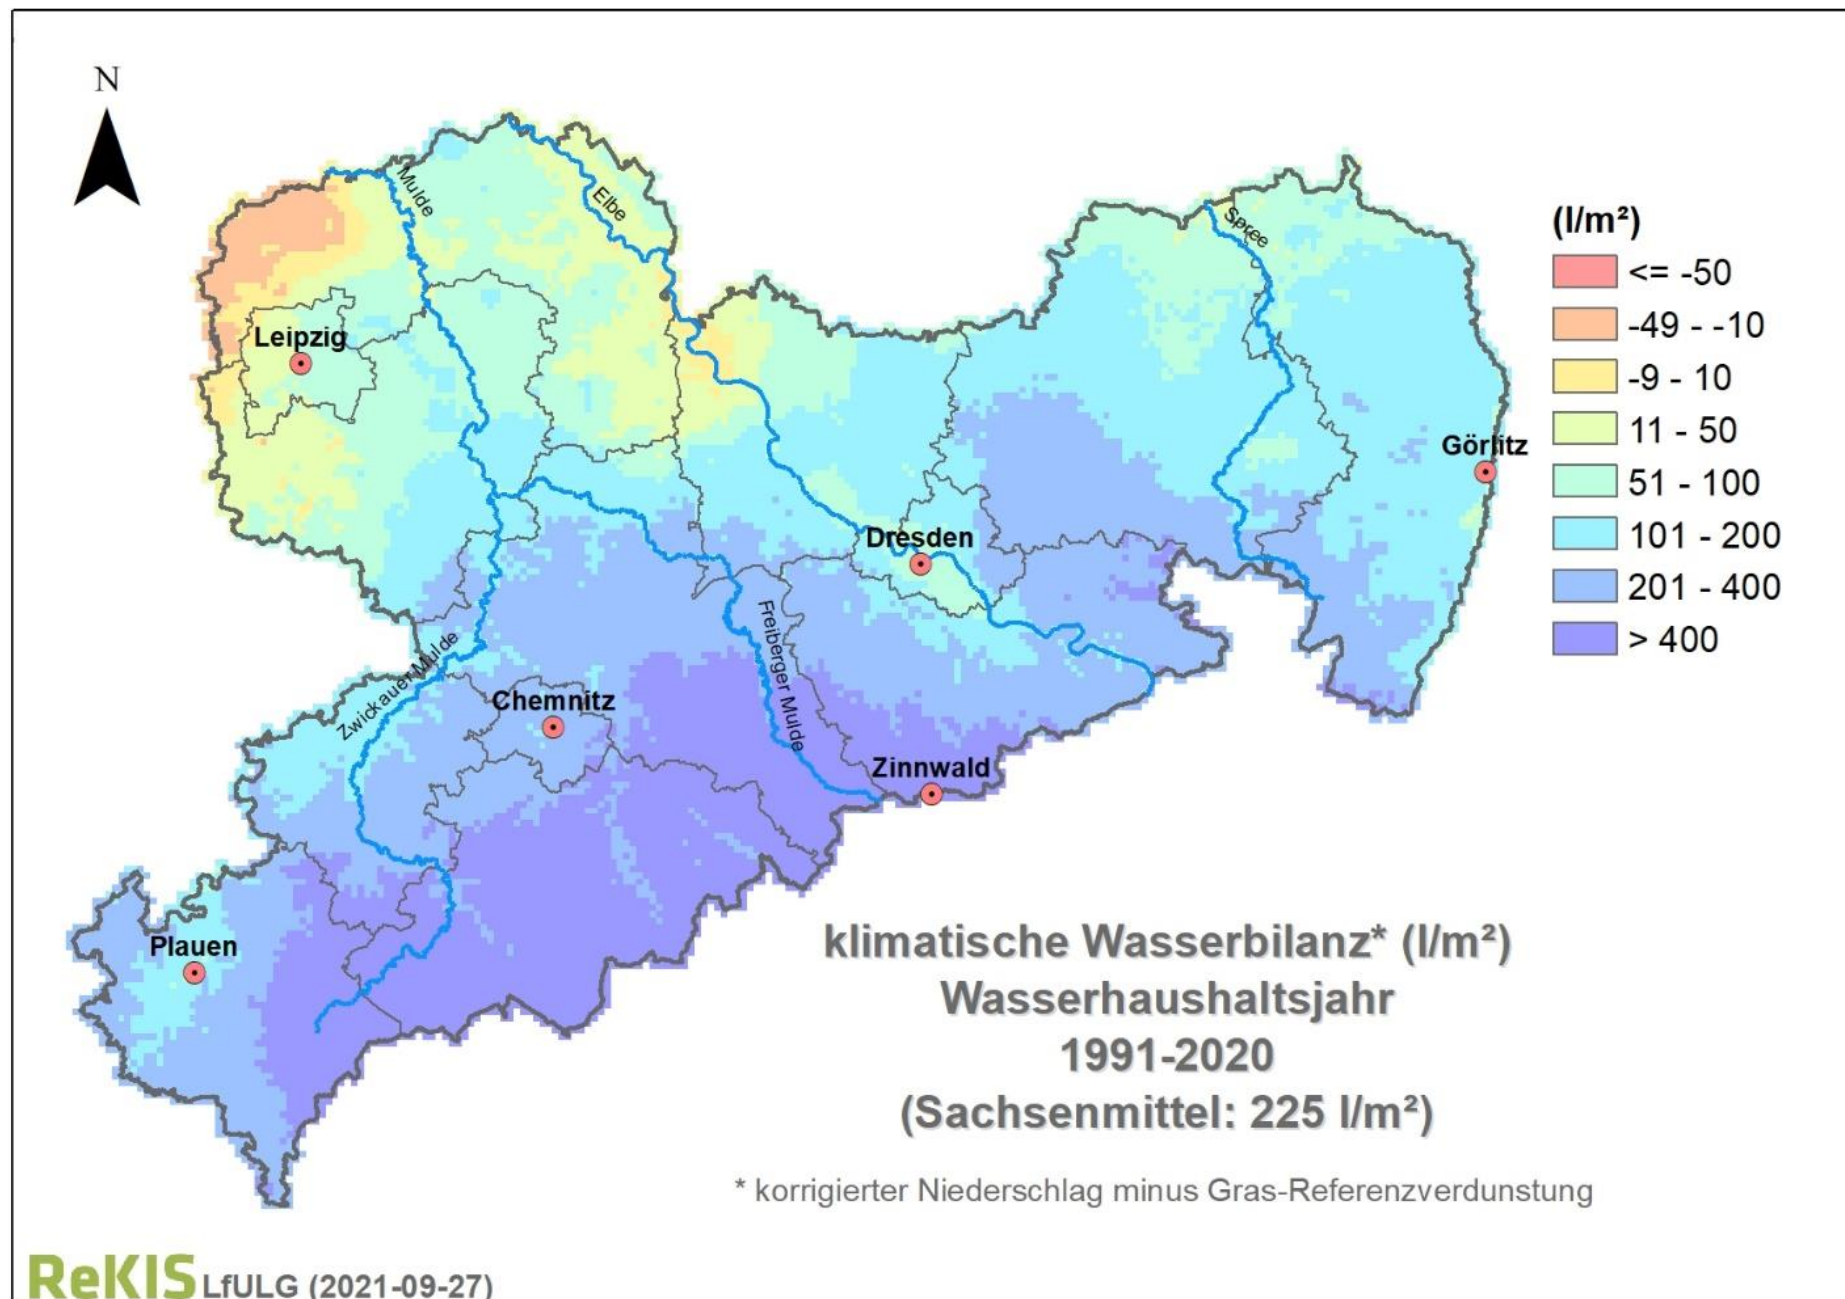 N
Mulde
Elbe
Spree
(l/m²)
<= -50
-49 - -10
-9 - 10
11 - 50
51 - 100
101 - 200
201 - 400
> 400
Leipzig
Görlitz
Dresden
Freiberger Mulde
Zwickauer Mulde
Chemnitz
Zinnwald
Plauen
klimatische Wasserbilanz* (l/m²)
Wasserhaushaltsjahr
1991-2020
(Sachsenmittel: 225 l/m²)
* korrigierter Niederschlag minus Gras-Referenzverdunstung
ReKIS LfULG (2021-09-27)